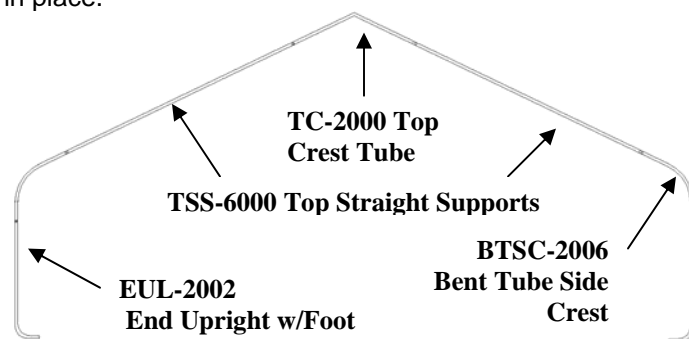 in place.
TC-2000 Top
Crest Tube
TSS-6000 Top Straight Supports
BTSC-2006
Bent Tube Side
Crest
EUL-2002
End Upright w/Foot